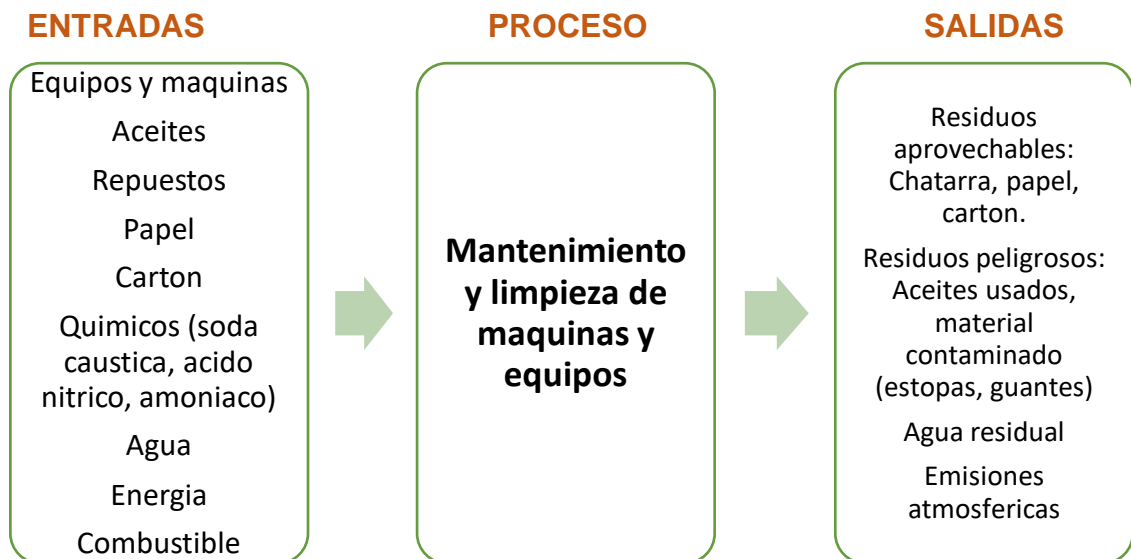 ENTRADAS
Equipos y maquinas
Aceites
Repuestos
Papel
Carton
Quimicos (soda
caustica, acido
nitrico, amoniaco)
Agua
Energia
Combustible
PROCESO
Mantenimiento
y limpieza de
maquinas y
equipos
SALIDAS
Residuos
aprovechables:
Chatarra, papel,
carton.
Residuos peligrosos:
Aceites usados,
material
contaminado
(estopas, guantes)
Agua residual
Emisiones
atmosfericas